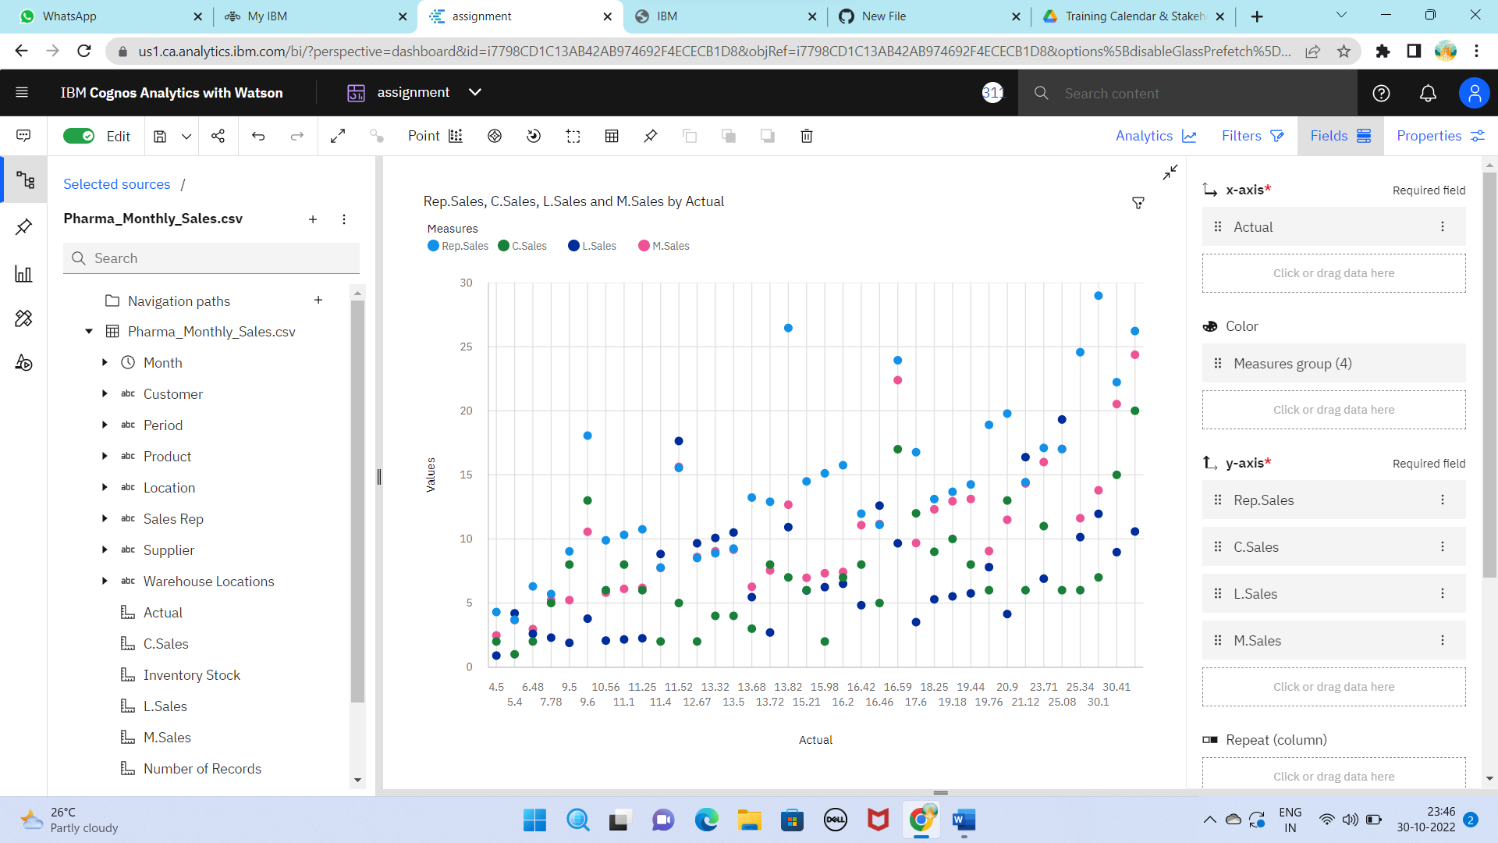 WhatsApp
My IBM
assignment
IBM
New File
Training Calendar & Stakeh
us1.ca.analytics.ibm.com/bi/?perspective=dashboard&id=i7798CD1C13AB42AB974692F4ECECB1D8&objRef=i7798CD1C13AB42AB974692F4ECECB1D8&options%5BdisableGlassPrefetch%5D...
IBM Cognos Analytics with Watson
assignment
311
Search content
Edit
Point
Analytics
Filters
Fields
Properties
Selected sources /
Pharma_Monthly_Sales.csv
Search
Navigation paths
Pharma_Monthly_Sales.csv
Month
abc Customer
abc Period
abc Product
abc Location
abc Sales Rep
abc Supplier
abc Warehouse Locations
Actual
C.Sales
Inventory Stock
L.Sales
M.Sales
Number of Records
Rep.Sales, C.Sales, L.Sales and M.Sales by Actual
Measures
Rep.Sales C.Sales L.Sales M.Sales
30
25
20
15
10
5
0
Values
4.5 6.48 9.5 10.56 11.25 11.52 13.32 13.68 13.82 15.98 16.42 16.59 18.25 19.44 20.9 23.71 25.34 30.41
5.4 7.78 9.6 11.1 11.4 12.67 13.5 13.72 15.21 16.2 16.46 17.6 19.18 19.76 21.12 25.08 30.1
Actual
x-axis* Required field
Actual
Click or drag data here
Color
Measures group (4)
Click or drag data here
y-axis* Required field
Rep.Sales
C.Sales
L.Sales
M.Sales
Click or drag data here
Repeat (column)
Click or drag data here
26°C
Partly cloudy
DELL
W
ENG
IN
23:46
30-10-2022
2